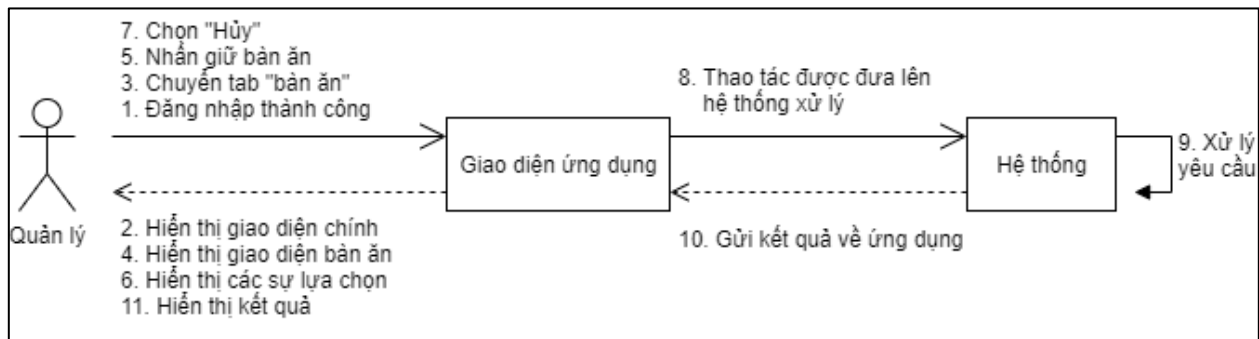 7. Chọn "Hủy"
5. Nhấn giữ bàn ăn
3. Chuyển tab "bàn ăn"
1. Đăng nhập thành công
8. Thao tác được đưa lên
hệ thống xử lý
Giao diện ứng dụng
Hệ thống
9. Xử lý
yêu cầu
Quản lý
2. Hiển thị giao diện chính
4. Hiển thị giao diện bàn ăn
6. Hiển thị các sự lựa chọn
11. Hiển thị kết quả
10. Gửi kết quả về ứng dụng